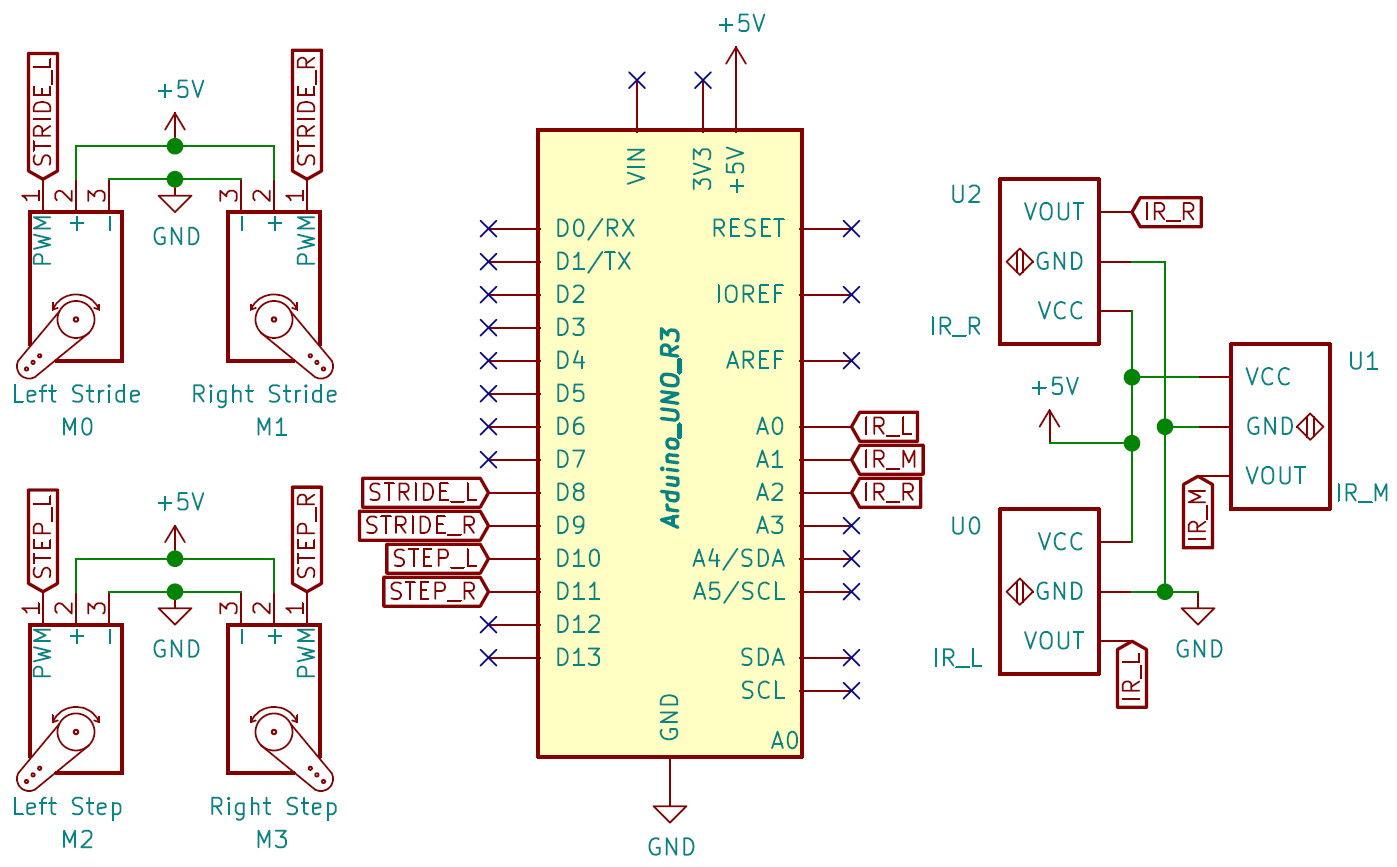 STRIDE_L
+5V
STRIDE_R
1
2
3
GND
3
2
1
PWM
+
−
−
+
PWM
Left Stride
M0
Right Stride
M1
STEP_L
+5V
STEP_R
1
2
3
GND
3
2
1
PWM
+
−
−
+
PWM
Left Step
M2
Right Step
M3
+5V
VIN
3V3
+5V
D0/RX
D1/TX
D2
D3
D4
D5
D6
D7
STRIDE_L
D8
STRIDE_R
D9
STEP_L
D10
STEP_R
D11
D12
D13
Arduino_UNO_R3
RESET
IOREF
AREF
A0
IR_L
A1
IR_M
A2
IR_R
A3
A4/SDA
A5/SCL
SDA
SCL
GND
A0
GND
U2
VOUT
IR_R
GND
VCC
IR_R
+5V
U1
VCC
GND
VOUT
IR_M
IR_M
U0
VCC
GND
VOUT
IR_L
IR_L
GND